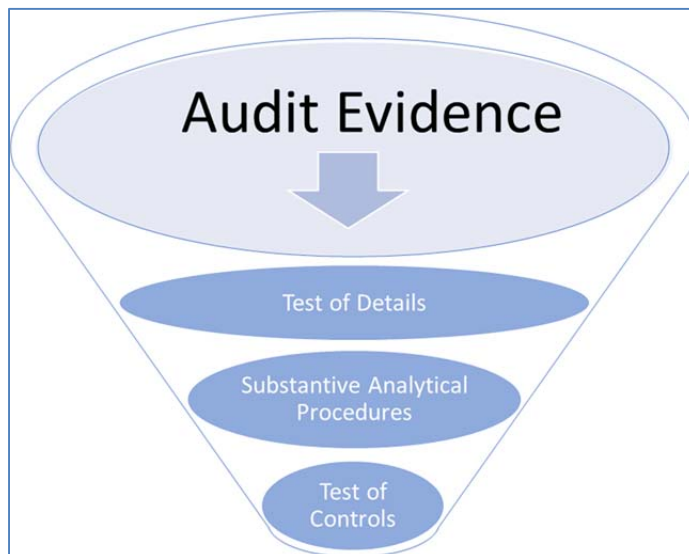 Audit Evidence
Test of Details
Substantive Analytical
Procedures
Test of
Controls